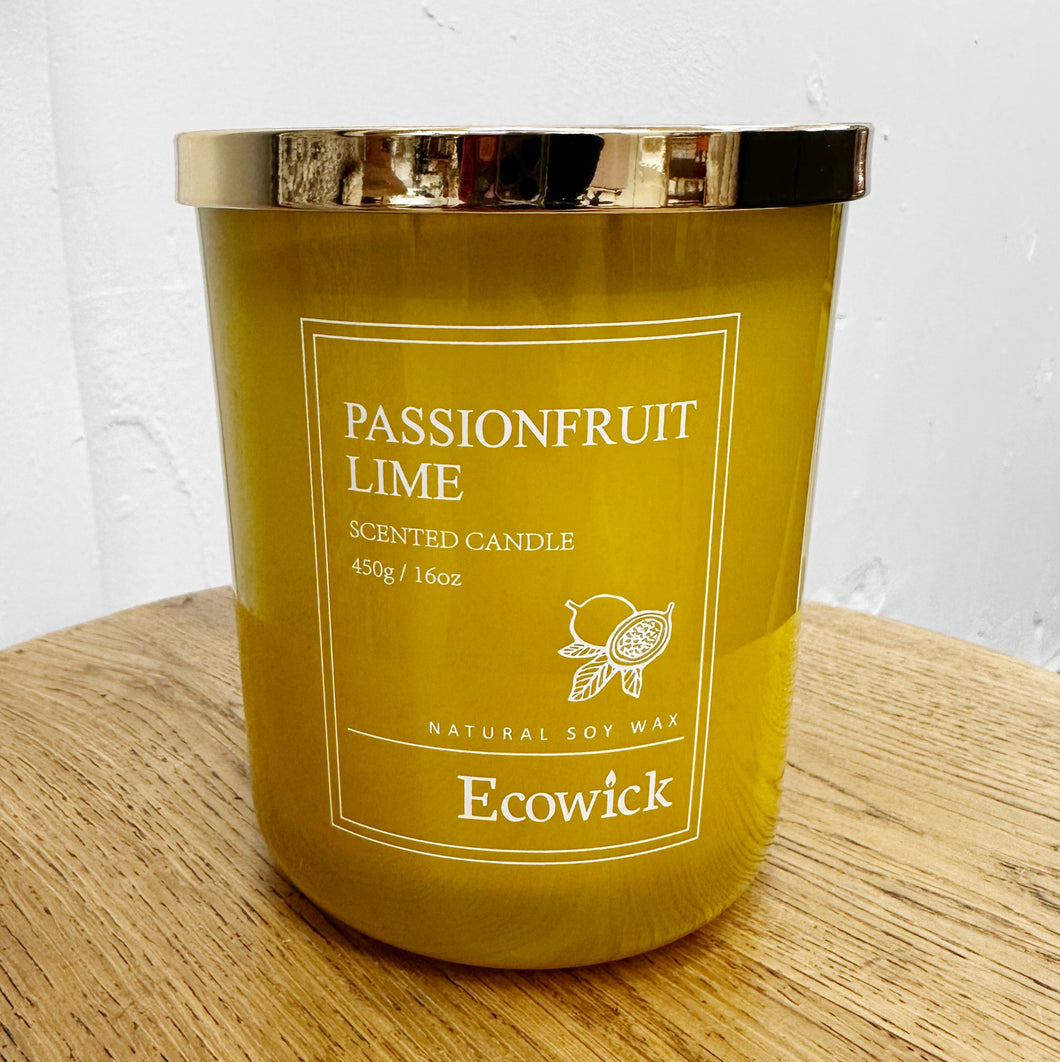 PASSIONFRUIT
LIME
SCENTED CANDLE
450g / 16oz
NATURAL SOY WAX
Ecowick